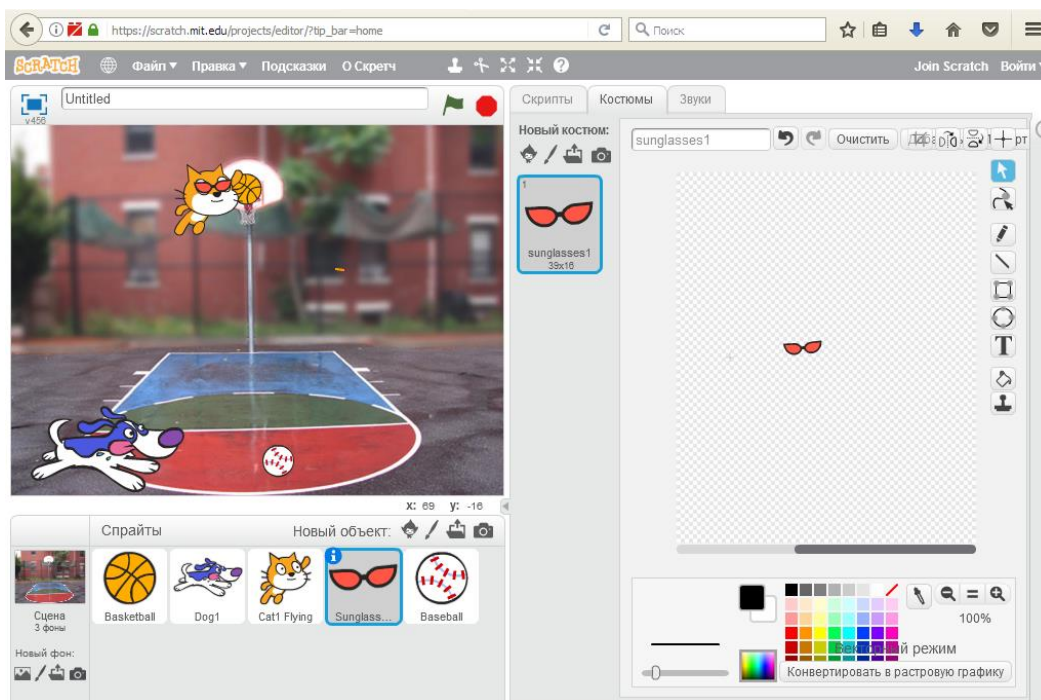 https://scratch.mit.edu/projects/editor/?tip_bar=home
Поиск
SCRATCH
Файл
Правка
Подсказки
О Скретч
Join Scratch
Войти
Untitled
v456
Скрипты
Костюмы
Звуки
Новый костюм:
sunglasses1
Очистить
1
sunglasses1
39x16
x: 69 y: -16
Спрайты
Новый объект:
Сцена
3 фоны
Basketball
Dog1
Cat1 Flying
Sunglass...
Baseball
Новый фон:
100%
Векторный режим
Конвертировать в растровую графику